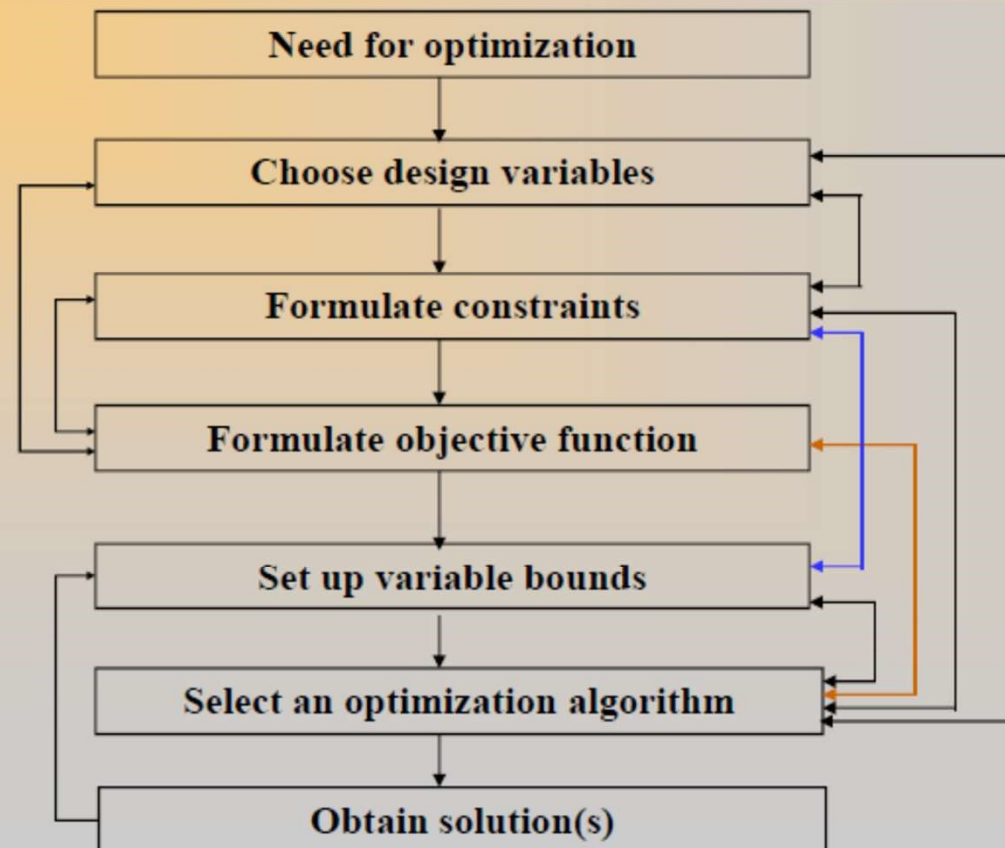 Need for optimization
Choose design variables
Formulate constraints
Formulate objective function
Set up variable bounds
Select an optimization algorithm
Obtain solution(s)